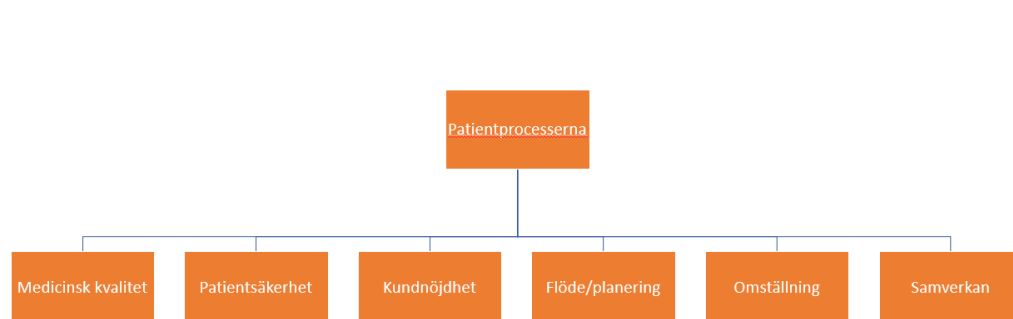 Patientprocesserna
Medicinsk kvalitet
Patientsäkerhet
Kundnöjdhet
Flöde/planering
Omställning
Samverkan